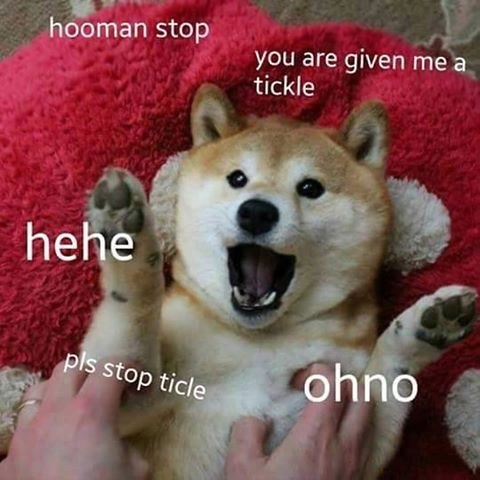 hooman stop
you are given me a
tickle
hehe
pls stop ticle
ohno